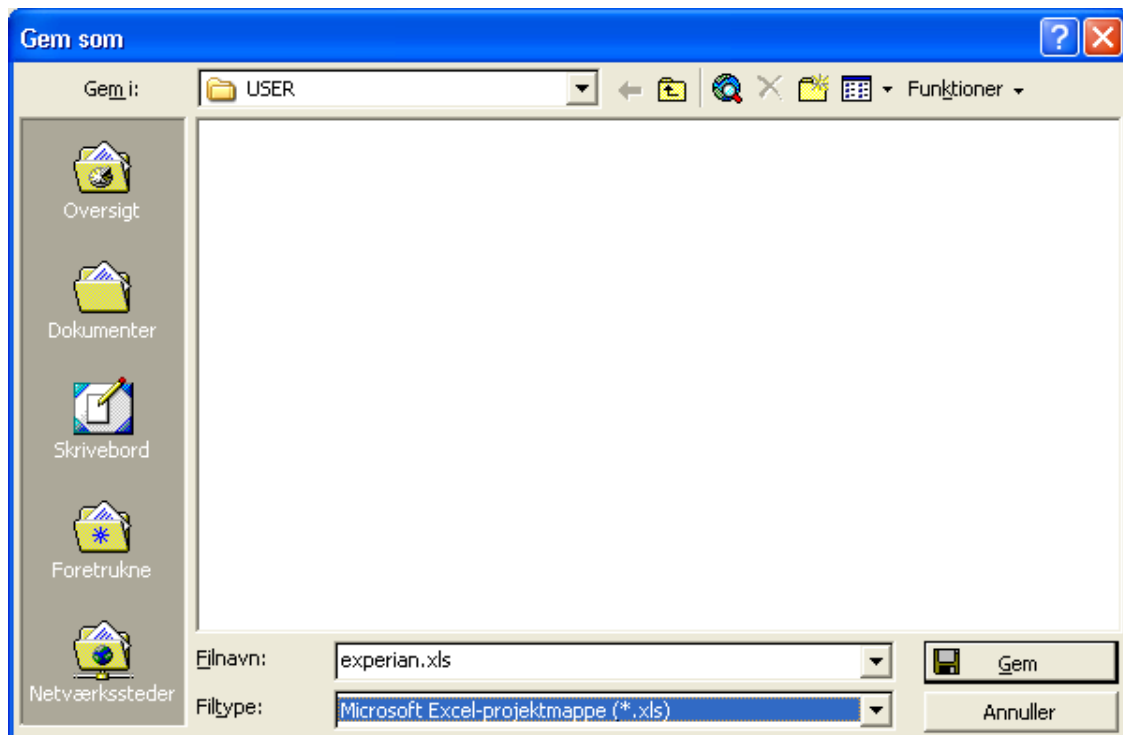 Gem som
Gem i:
USER
Funktioner
Oversigt
Dokumenter
Skrivebord
Foretrukne
Netværkssteder
Filnavn:
experian.xls
Gem
Filtype:
Microsoft Excel-projektmappe (*.xls)
Annuller